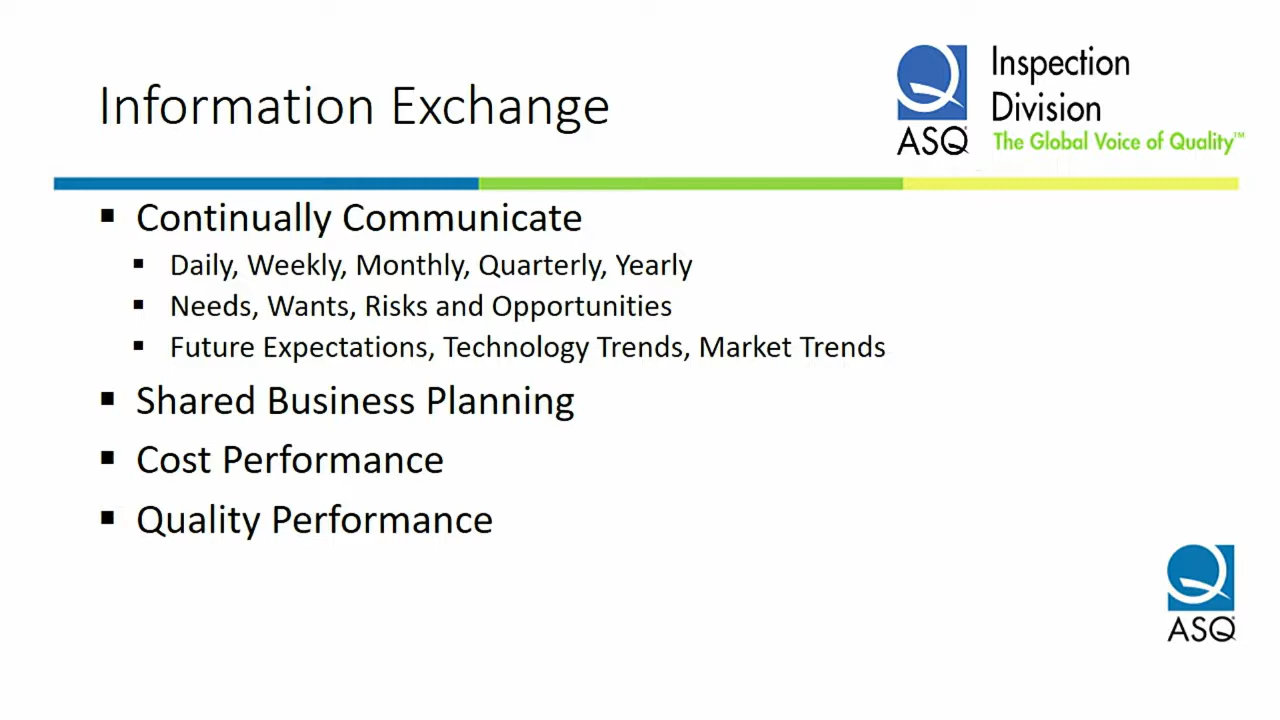 Information Exchange
ASQ
Inspection
Division
The Global Voice of Quality™
Continually Communicate
Daily, Weekly, Monthly, Quarterly, Yearly
Needs, Wants, Risks and Opportunities
Future Expectations, Technology Trends, Market Trends
Shared Business Planning
Cost Performance
Quality Performance
ASQ